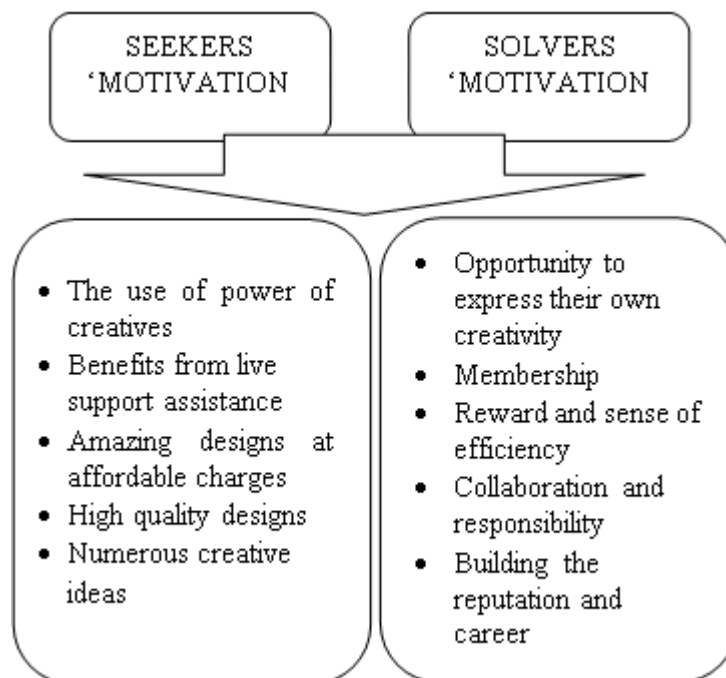 SEEKERS
‘MOTIVATION
SOLVERS
‘MOTIVATION
• The use of power of
creatives
• Benefits from live
support assistance
• Amazing designs at
affordable charges
• High quality designs
• Numerous creative
ideas
• Opportunity to
express their own
creativity
• Membership
• Reward and sense of
efficiency
• Collaboration and
responsibility
• Building the
reputation and
career